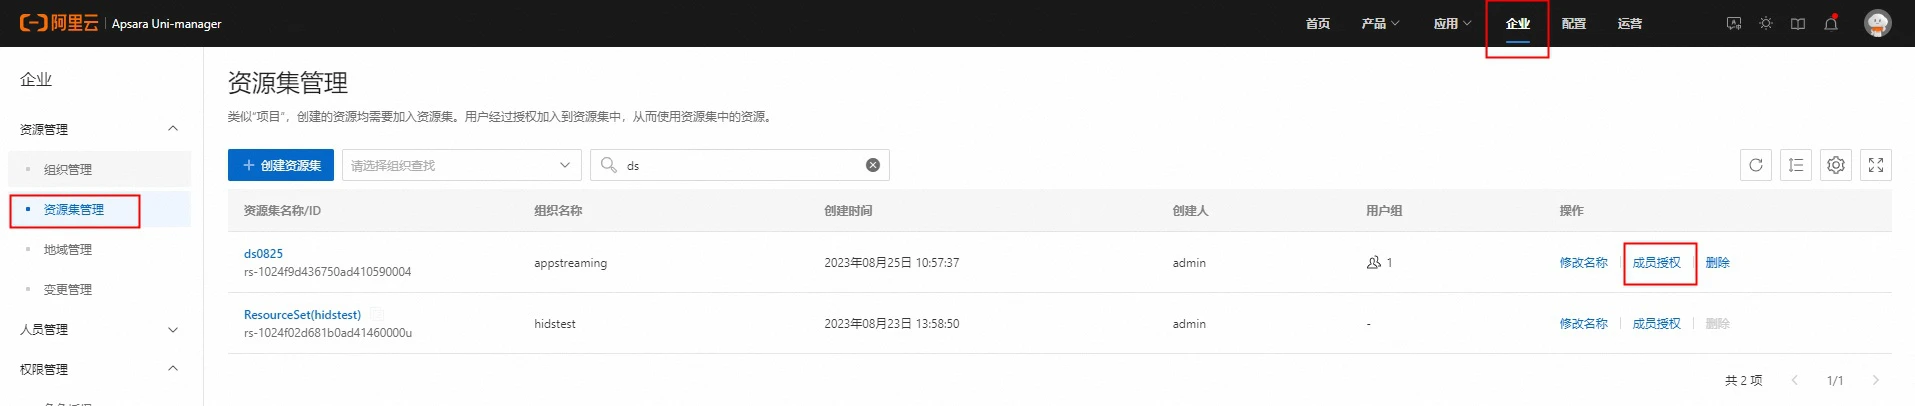 阿里云 Apsara Uni-manager 首页 产品 应用 企业 配置 运营
企业
资源管理
组织管理
资源集管理
地域管理
变更管理
人员管理
权限管理
资源集管理
类似“项目”，创建的资源均需要加入资源集。用户经过授权加入到资源集中，从而使用资源集中的资源。
创建资源集 请选择组织查找 ds
资源集名称/ID 组织名称 创建时间 创建人 用户组 操作
ds0825
rs-1024f9d436750ad410590004
appstreaming 2023年08月25日 10:57:37 admin 1 修改名称 成员授权 删除
ResourceSet(hidstest)
rs-1024f02d681b0ad41460000u
hidstest 2023年08月23日 13:58:50 admin - 修改名称 成员授权 删除
共 2 项 1/1